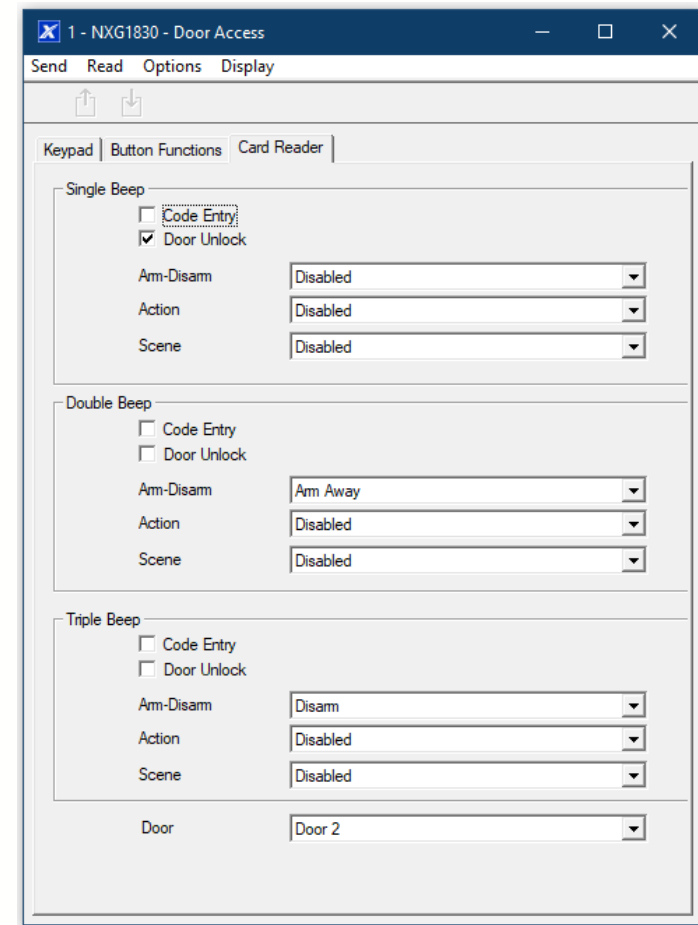 1 - NXG1830 - Door Access
Send Read Options Display
Keypad Button Functions Card Reader
Single Beep
Code Entry
Door Unlock
Arm-Disarm Disabled
Action Disabled
Scene Disabled
Double Beep
Code Entry
Door Unlock
Arm-Disarm Arm Away
Action Disabled
Scene Disabled
Triple Beep
Code Entry
Door Unlock
Arm-Disarm Disarm
Action Disabled
Scene Disabled
Door Door 2